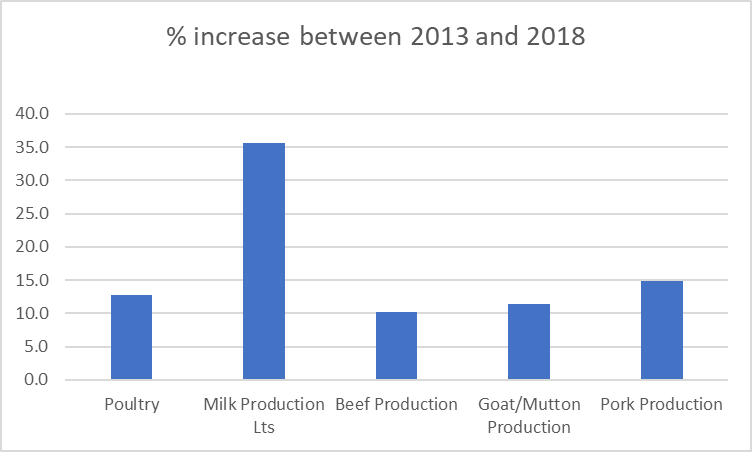 % increase between 2013 and 2018
40.0
35.0
30.0
25.0
20.0
15.0
10.0
5.0
0.0
Poultry
Milk Production
Lts
Beef Production
Goat/Mutton
Production
Pork Production